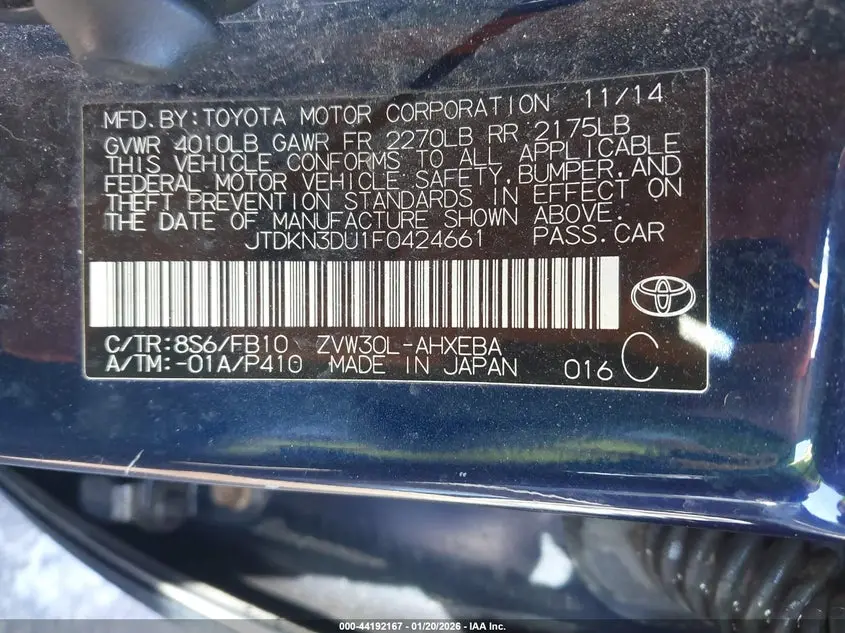 MFD.BY:TOYOTA MOTOR CORPORATION 11/14
GVWR 4010LB GAWR FR 2270LB RR 2175LB
THIS VEHICLE CONFORMS TO ALL APPLICABLE
FEDERAL MOTOR VEHICLE SAFETY,BUMPER,AND
THEFT PREVENTION STANDARDS IN EFFECT ON
THE DATE OF MANUFACTURE SHOWN ABOVE.
JTDKN3DU1F0424661 PASS.CAR
C/TR:8S6/FB10 ZVW30L-AHXEBA
A/TM:-01A/P410 MADE IN JAPAN 016 C
000-44192167 - 01/20/2026 - IAA Inc.